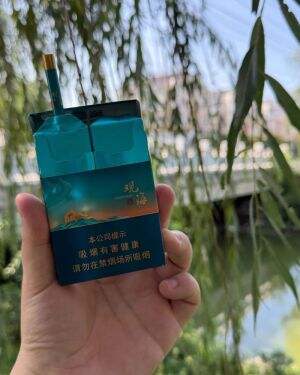 观
海
本公司提示
吸烟有害健康
请勿在禁烟场所吸烟